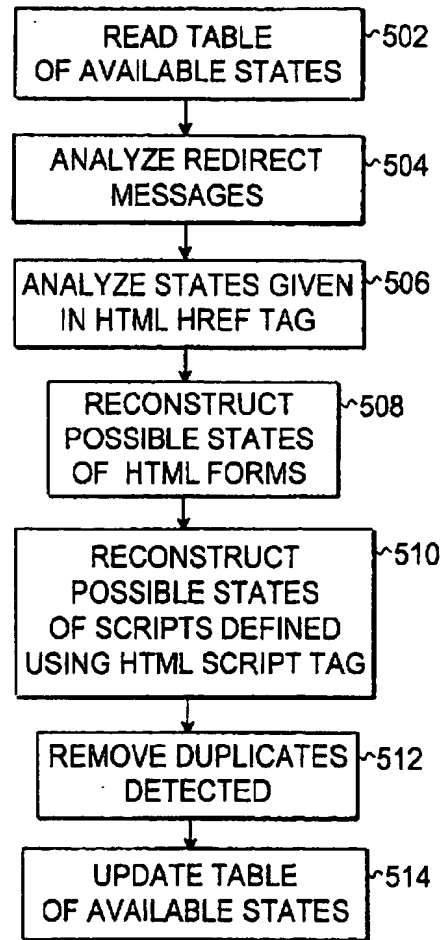 READ TABLE
OF AVAILABLE STATES
502
ANALYZE REDIRECT
MESSAGES
504
ANALYZE STATES GIVEN
IN HTML HREF TAG
506
RECONSTRUCT
POSSIBLE STATES
OF HTML FORMS
508
RECONSTRUCT
POSSIBLE STATES
OF SCRIPTS DEFINED
USING HTML SCRIPT TAG
510
REMOVE DUPLICATES
DETECTED
512
UPDATE TABLE
OF AVAILABLE STATES
514